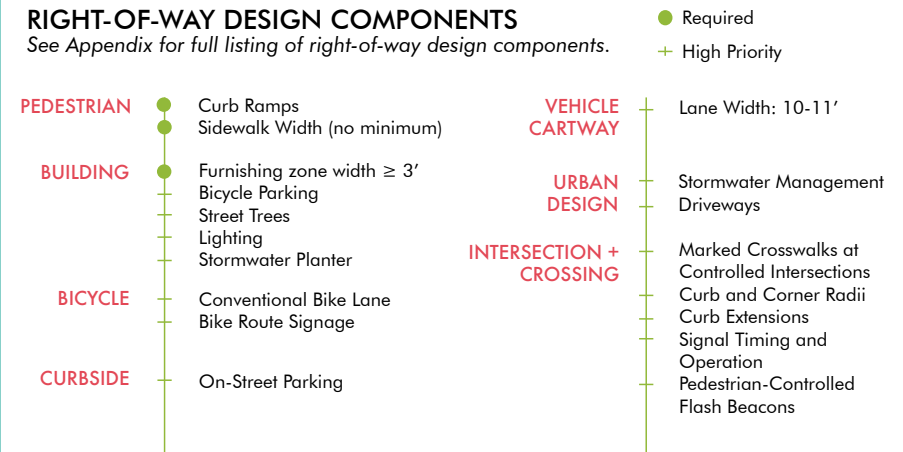 RIGHT-OF-WAY DESIGN COMPONENTS
See Appendix for full listing of right-of-way design components.
Required
High Priority
PEDESTRIAN
Curb Ramps
Sidewalk Width (no minimum)
BUILDING
Furnishing zone width ≥ 3′
Bicycle Parking
Street Trees
Lighting
Stormwater Planter
BICYCLE
Conventional Bike Lane
Bike Route Signage
CURBSIDE
On-Street Parking
VEHICLE
CARTWAY
Lane Width: 10-11′
URBAN
DESIGN
Stormwater Management
Driveways
INTERSECTION +
CROSSING
Marked Crosswalks at
Controlled Intersections
Curb and Corner Radii
Curb Extensions
Signal Timing and
Operation
Pedestrian-Controlled
Flash Beacons